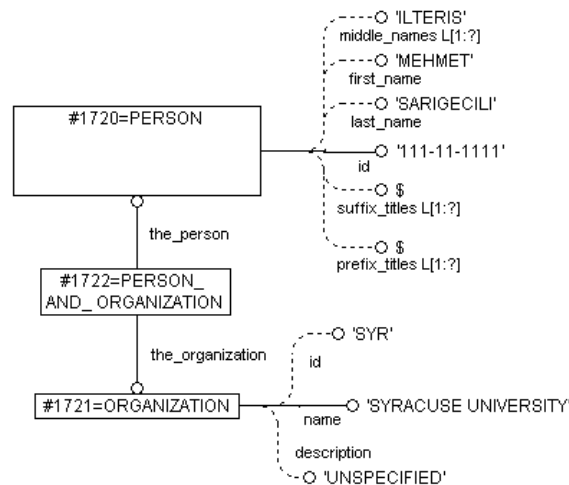 'ILTERIS'
middle_names L[1:?]
'MEHMET'
first_name
#1720=PERSON
'SARIGECILI'
last_name
'111-11-1111'
id
$
suffix_titles L[1:?]
the_person
$
prefix_titles L[1:?]
#1722=PERSON_
AND_ ORGANIZATION
'SYR'
the_organization
id
#1721=ORGANIZATION
'SYRACUSE UNIVERSITY'
name
description
'UNSPECIFIED'